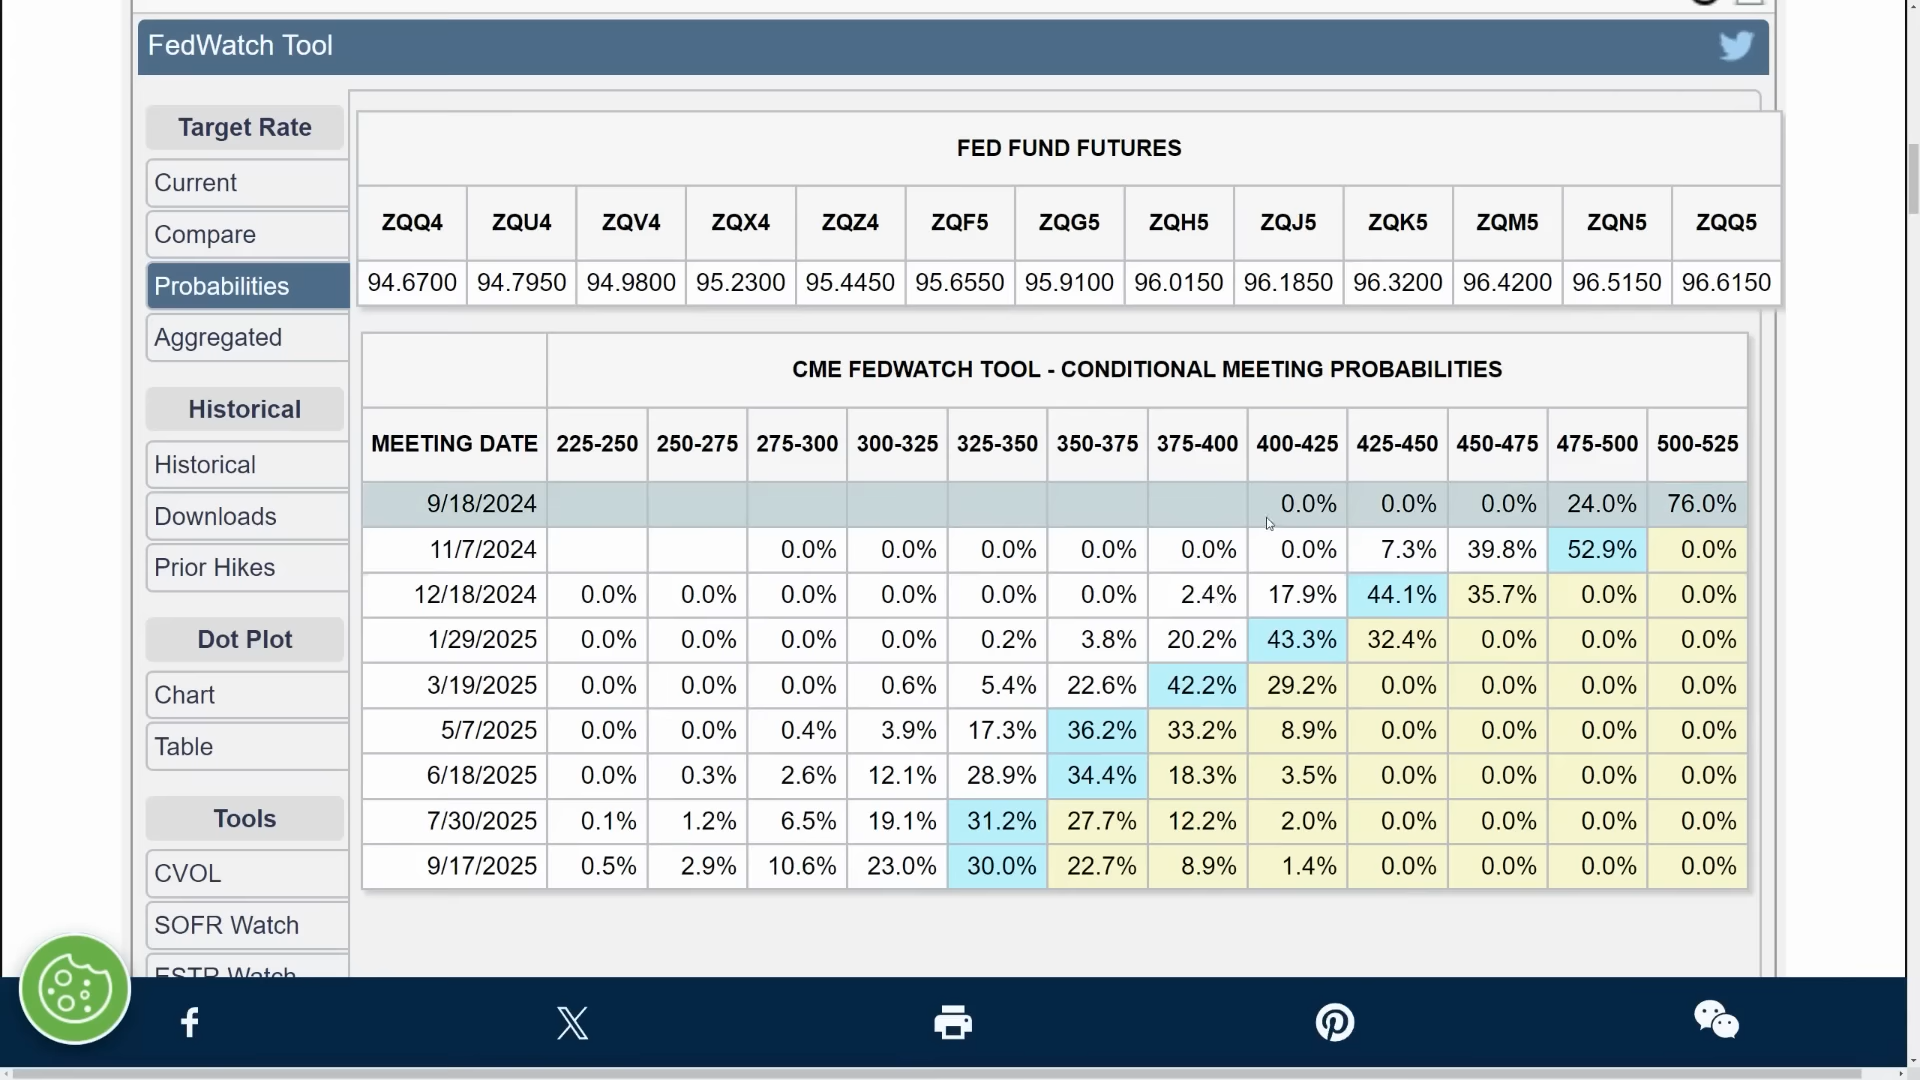 FedWatch Tool
Target Rate
Current
Compare
Probabilities
Aggregated
Historical
Historical
Downloads
Prior Hikes
Dot Plot
Chart
Table
Tools
CVOL
SOFR Watch
ESTR Watch
FED FUND FUTURES
ZQQ4 ZQU4 ZQV4 ZQX4 ZQZ4 ZQF5 ZQG5 ZQH5 ZQJ5 ZQK5 ZQM5 ZQN5 ZQQ5
94.6700 94.7950 94.9800 95.2300 95.4450 95.6550 95.9100 96.0150 96.1850 96.3200 96.4200 96.5150 96.6150
CME FEDWATCH TOOL - CONDITIONAL MEETING PROBABILITIES
MEETING DATE 225-250 250-275 275-300 300-325 325-350 350-375 375-400 400-425 425-450 450-475 475-500 500-525
9/18/2024 0.0% 0.0% 0.0% 24.0% 76.0%
11/7/2024 0.0% 0.0% 0.0% 0.0% 0.0% 0.0% 7.3% 39.8% 52.9% 0.0%
12/18/2024 0.0% 0.0% 0.0% 0.0% 0.0% 0.0% 2.4% 17.9% 44.1% 35.7% 0.0% 0.0%
1/29/2025 0.0% 0.0% 0.0% 0.0% 0.2% 3.8% 20.2% 43.3% 32.4% 0.0% 0.0% 0.0%
3/19/2025 0.0% 0.0% 0.0% 0.6% 5.4% 22.6% 42.2% 29.2% 0.0% 0.0% 0.0% 0.0%
5/7/2025 0.0% 0.0% 0.4% 3.9% 17.3% 36.2% 33.2% 8.9% 0.0% 0.0% 0.0% 0.0%
6/18/2025 0.0% 0.3% 2.6% 12.1% 28.9% 34.4% 18.3% 3.5% 0.0% 0.0% 0.0% 0.0%
7/30/2025 0.1% 1.2% 6.5% 19.1% 31.2% 27.7% 12.2% 2.0% 0.0% 0.0% 0.0% 0.0%
9/17/2025 0.5% 2.9% 10.6% 23.0% 30.0% 22.7% 8.9% 1.4% 0.0% 0.0% 0.0% 0.0%